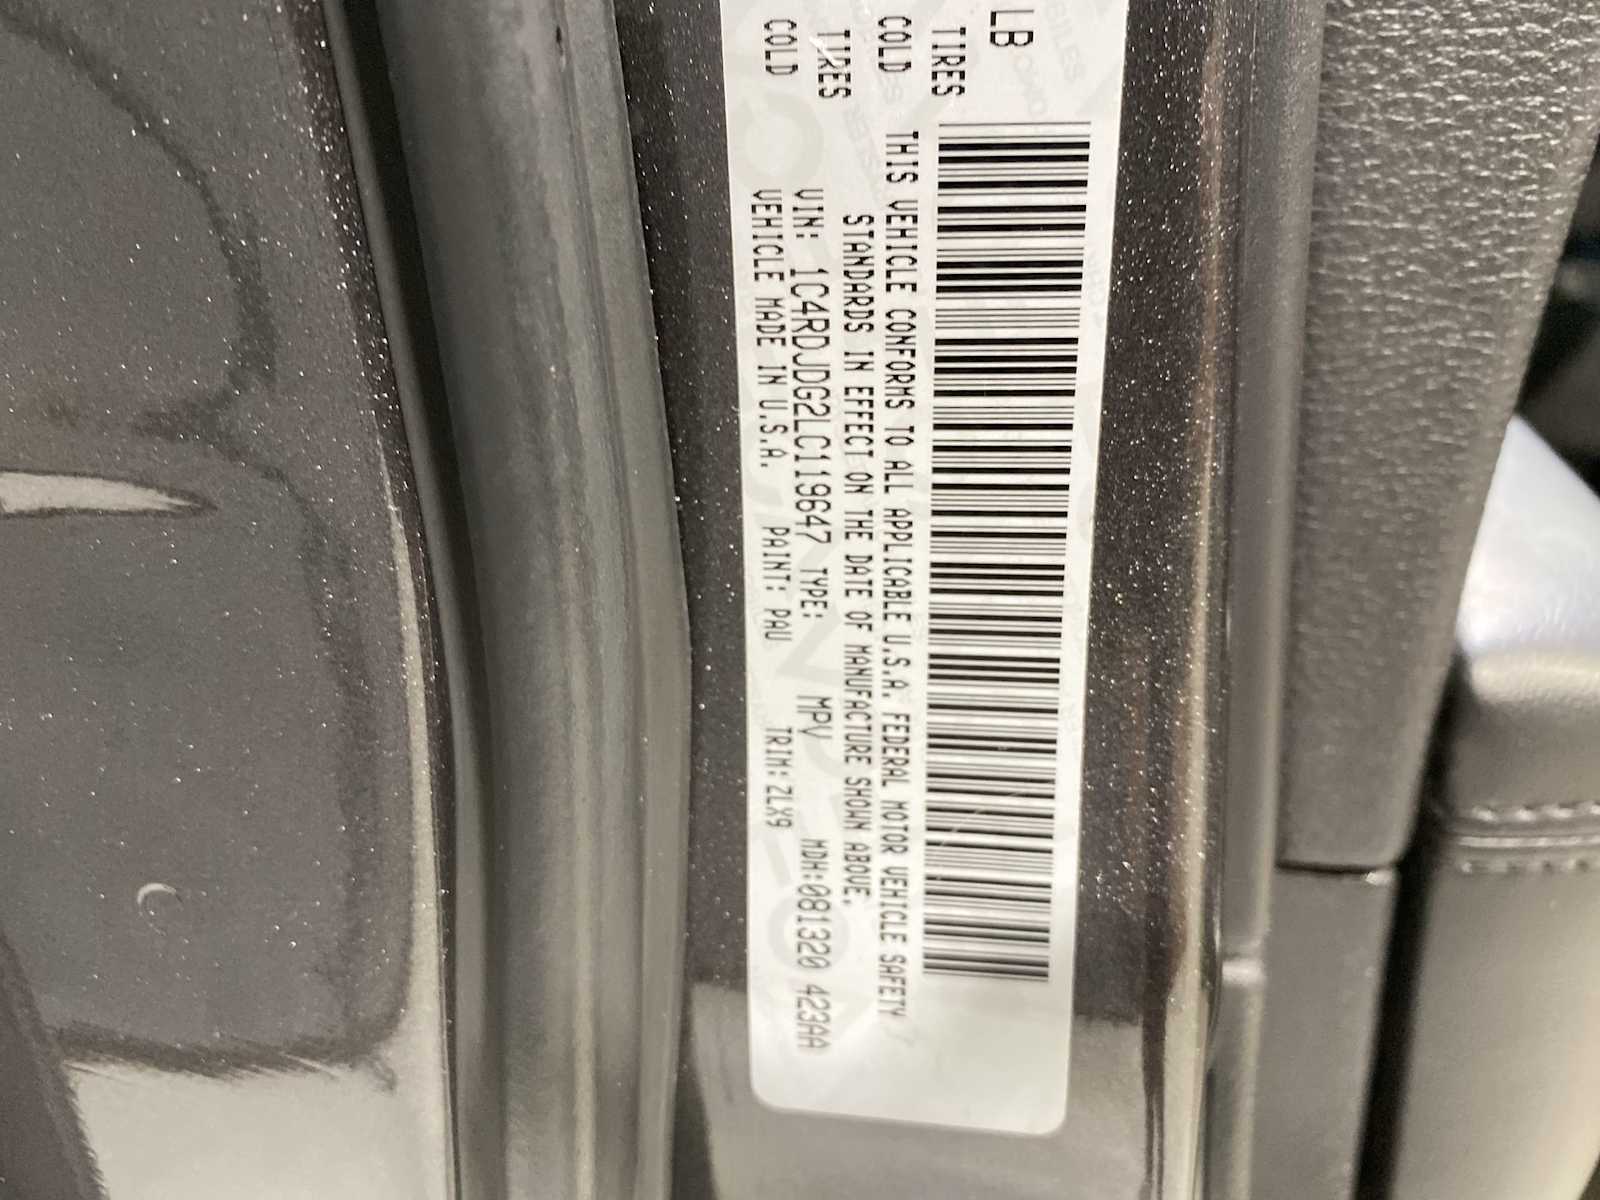 LB
TIRES
COLD
TIRES
COLD
THIS VEHICLE CONFORMS TO ALL APPLICABLE U.S.A. FEDERAL MOTOR VEHICLE SAFETY
STANDARDS IN EFFECT ON THE DATE OF MANUFACTURE SHOWN ABOVE.
VIN: 1C4RDJDG2LC119647 TYPE: MPV MDH:081320 423AA
VEHICLE MADE IN U.S.A. PAINT: PAU TRIM:ZLX9